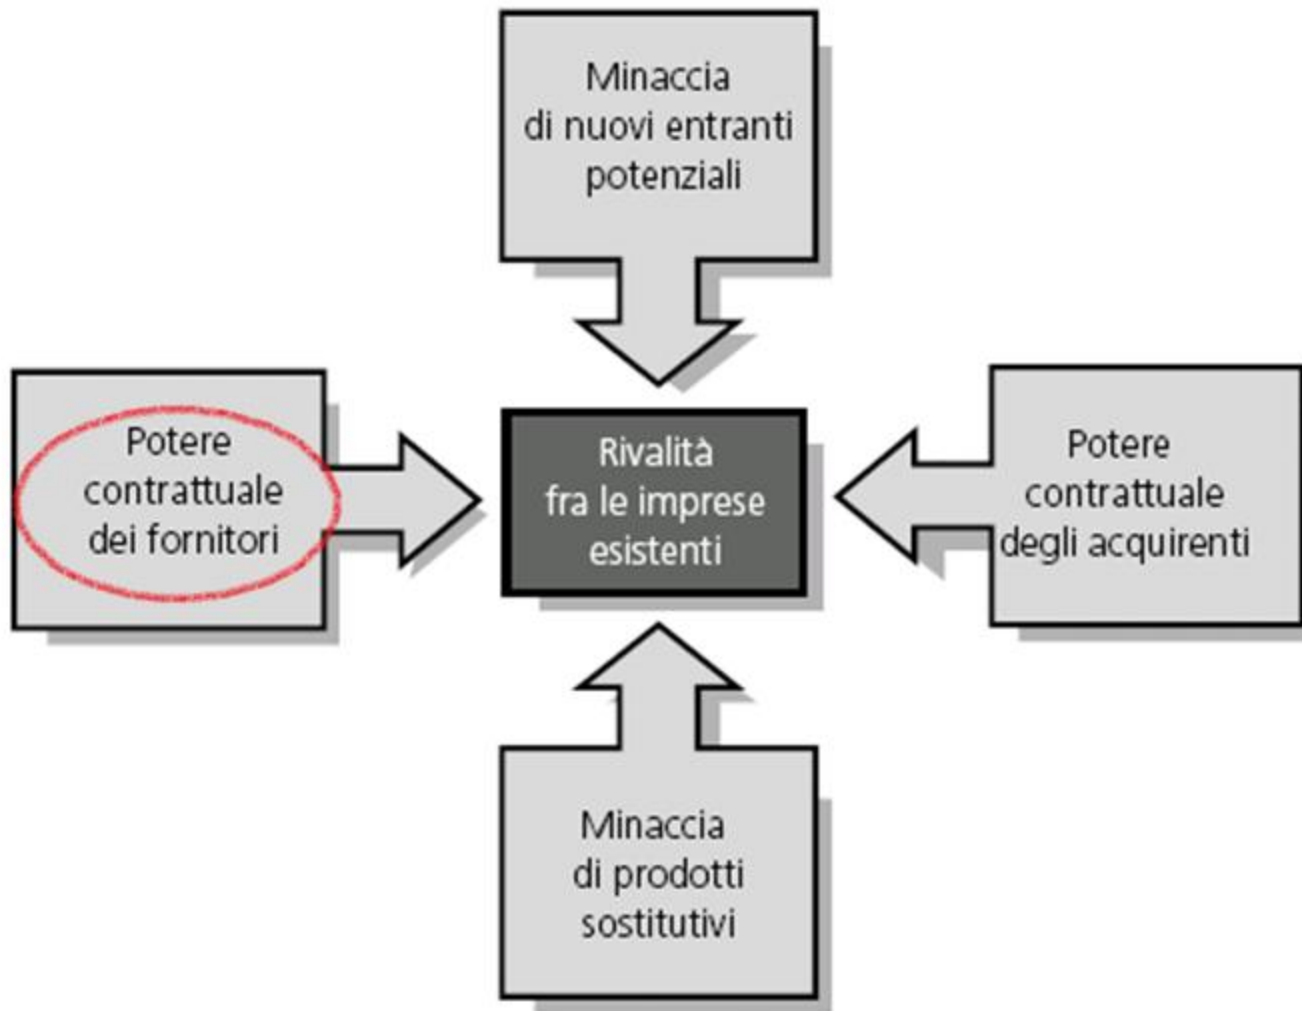 Minaccia
di nuovi entranti
potenziali
Potere
contrattuale
dei fornitori
Rivalità
fra le imprese
esistenti
Potere
contrattuale
degli acquirenti
Minaccia
di prodotti
sostitutivi